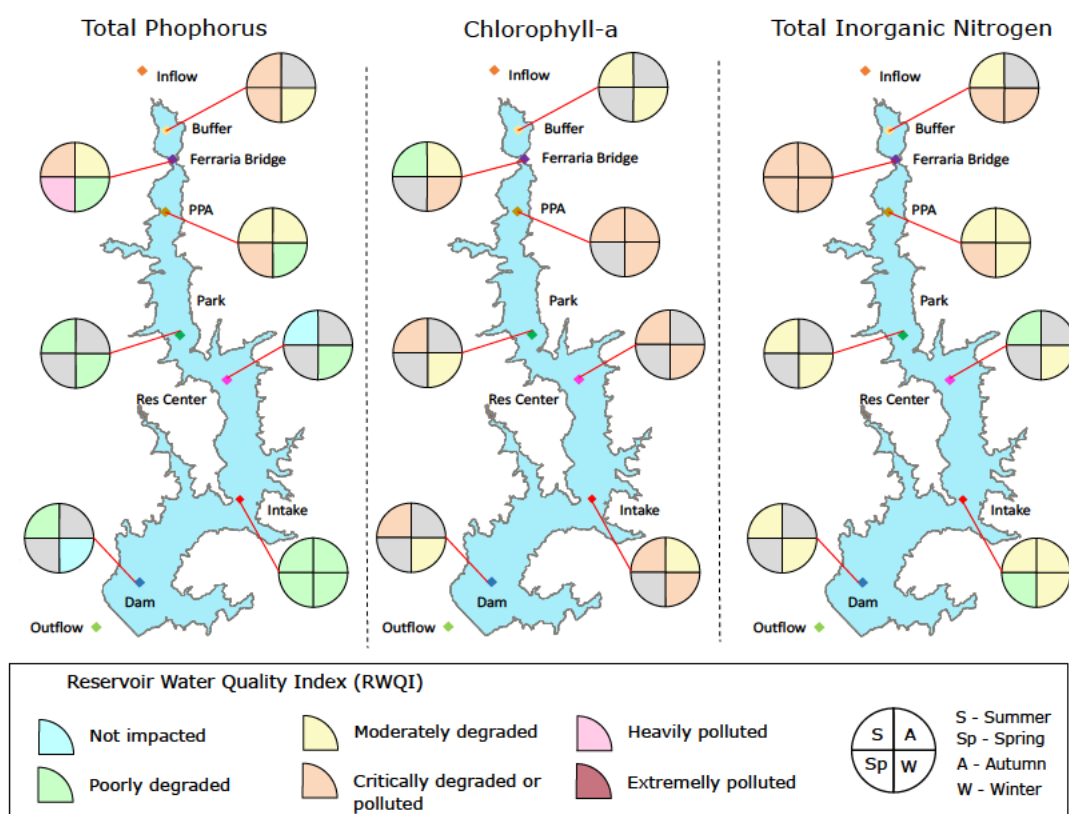 Total Phophorus
Inflow
Buffer
Ferraria Bridge
PPA
Park
Res Center
Intake
Dam
Outflow
Chlorophyll-a
Inflow
Buffer
Ferraria Bridge
PPA
Park
Res Center
Intake
Dam
Outflow
Total Inorganic Nitrogen
Inflow
Buffer
Ferraria Bridge
PPA
Park
Res Center
Intake
Dam
Outflow
Reservoir Water Quality Index (RWQI)
Not impacted
Poorly degraded
Moderately degraded
Critically degraded or
polluted
Heavily polluted
Extremelly polluted
S A
Sp W
S - Summer
Sp - Spring
A - Autumn
W - Winter